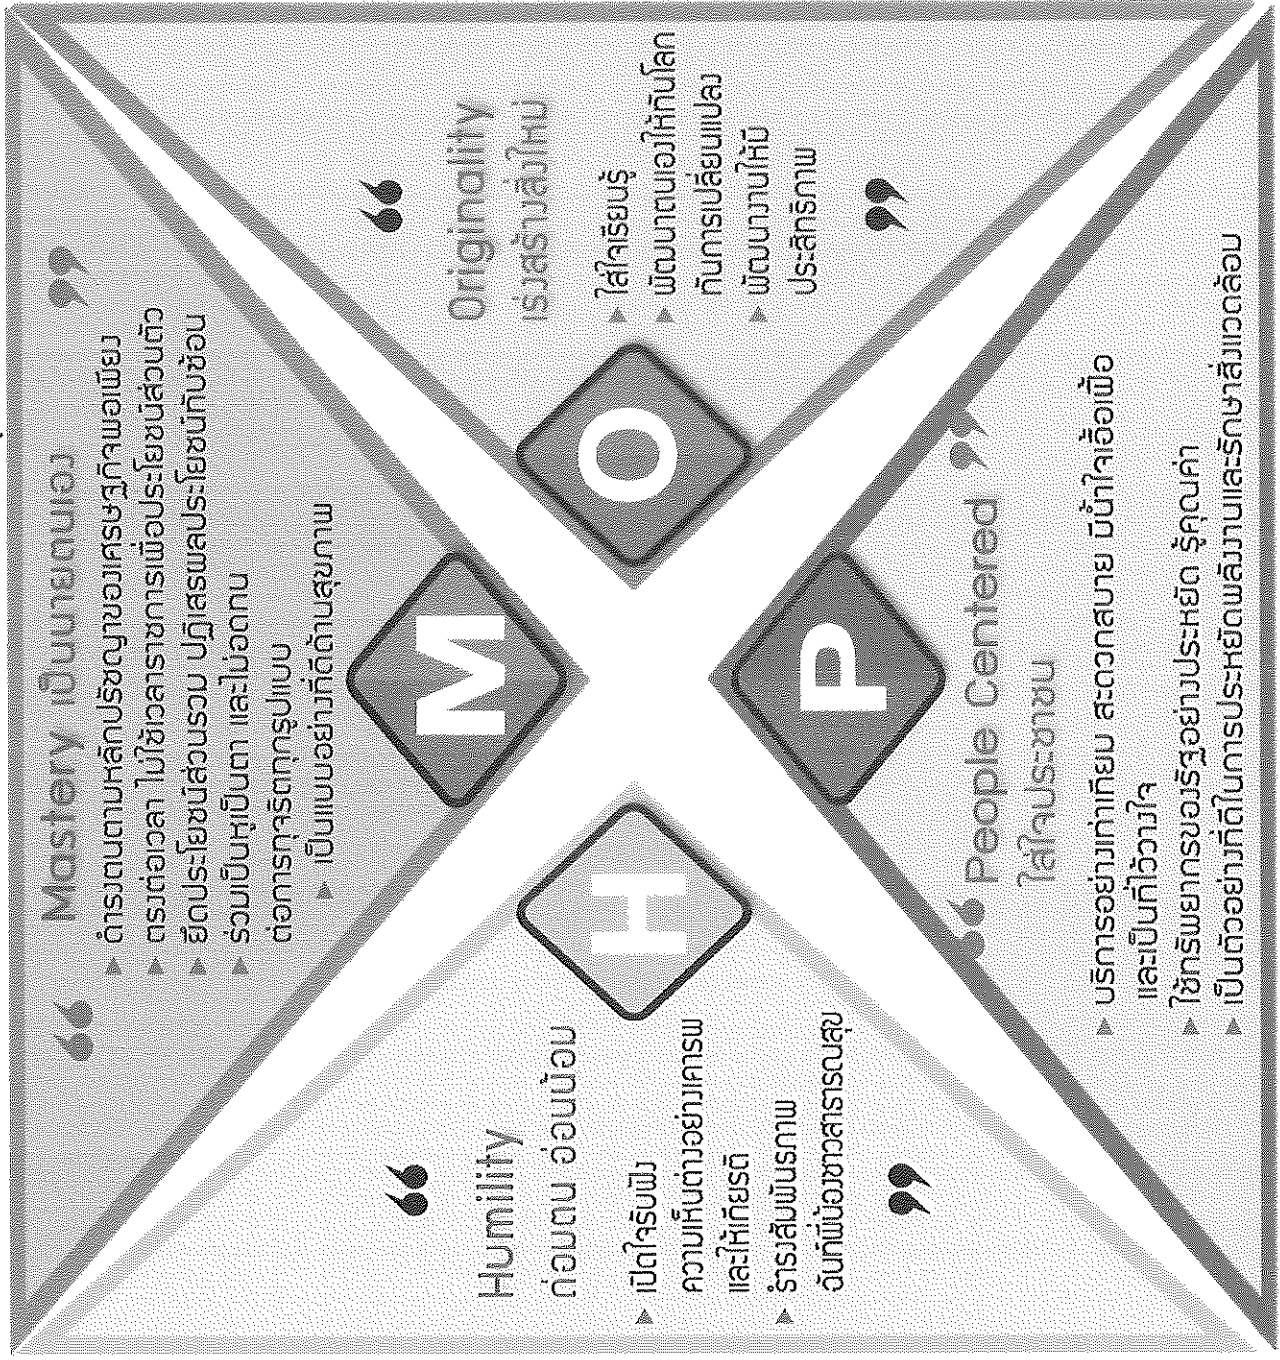 M
“ Mastery เป็นนายตนเอง ”
▸ ดำรงตนตามหลักปรัชญาของเศรษฐกิจพอเพียง
▸ ตรงต่อเวลา ไม่ใช้เวลาราชการเพื่อประโยชน์ส่วนตัว
▸ ยึดประโยชน์ส่วนรวม ปฏิเสธผลประโยชน์ทับซ้อน
▸ ร่วมเป็นหูเป็นตา และไม่อดทน
ต่อการทุจริตทุกรูปแบบ
▸ เป็นแบบอย่างที่ดีด้านสุขภาพ
O
“
Originality
เร่งสร้างสิ่งใหม่
▸ ใส่ใจเรียนรู้
▸ พัฒนาตนเองให้ทันโลก
ทันการเปลี่ยนแปลง
▸ พัฒนางานให้มี
ประสิทธิภาพ
”
P
“ People Centered ”
ใส่ใจประชาชน
▸ บริการอย่างเท่าเทียม สะดวกสบาย มีน้ำใจเอื้อเฟื้อ
และเป็นที่ไว้วางใจ
▸ ใช้ทรัพยากรของรัฐอย่างประหยัด รู้คุณค่า
▸ เป็นตัวอย่างที่ดีในการประหยัดพลังงานและรักษาสิ่งแวดล้อม
H
“
Humility
ถ่อมตน อ่อนน้อม
▸ เปิดใจรับฟัง
ความเห็นต่างอย่างเคารพ
และให้เกียรติ
▸ ธำรงสัมพันธภาพ
ฉันท์พี่น้องชาวสาธารณสุข
”